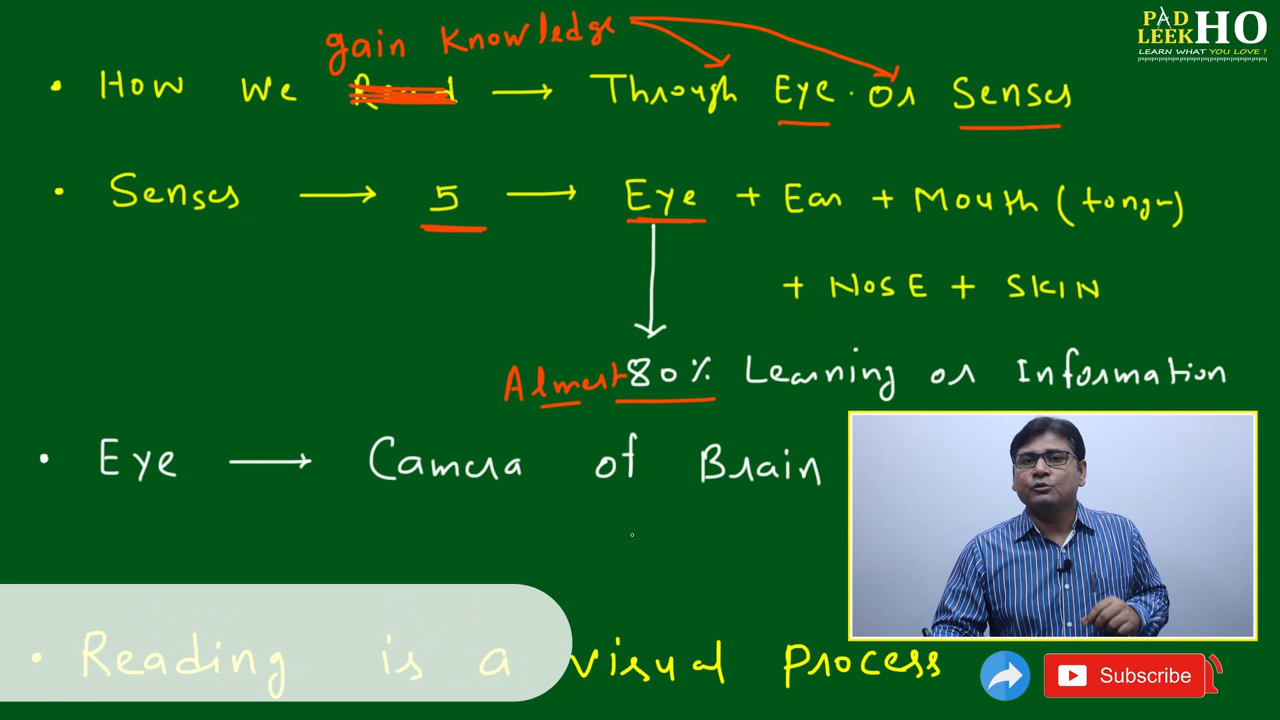 PAD
LEEK HO
LEARN WHAT YOU LOVE !
gain Knowledge
• How we → Through Eye or Senses
• Senses → 5 → Eye + Ear + Mouth (tong~)
+ NOSE + SKIN
Almost 80% Learning or Information
• Eye → Camera of Brain
• Reading is a visual process
Subscribe